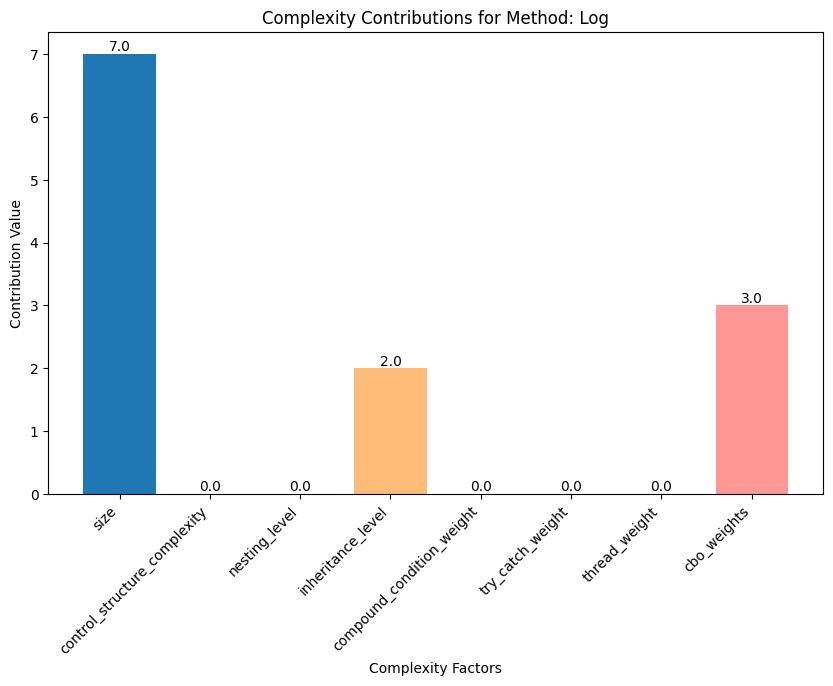 Complexity Contributions for Method: Log
Contribution Value
7
6
5
4
3
2
1
0
7.0
0.0
0.0
2.0
0.0
0.0
0.0
3.0
size
control_structure_complexity
nesting_level
inheritance_level
compound_condition_weight
try_catch_weight
thread_weight
cbo_weights
Complexity Factors